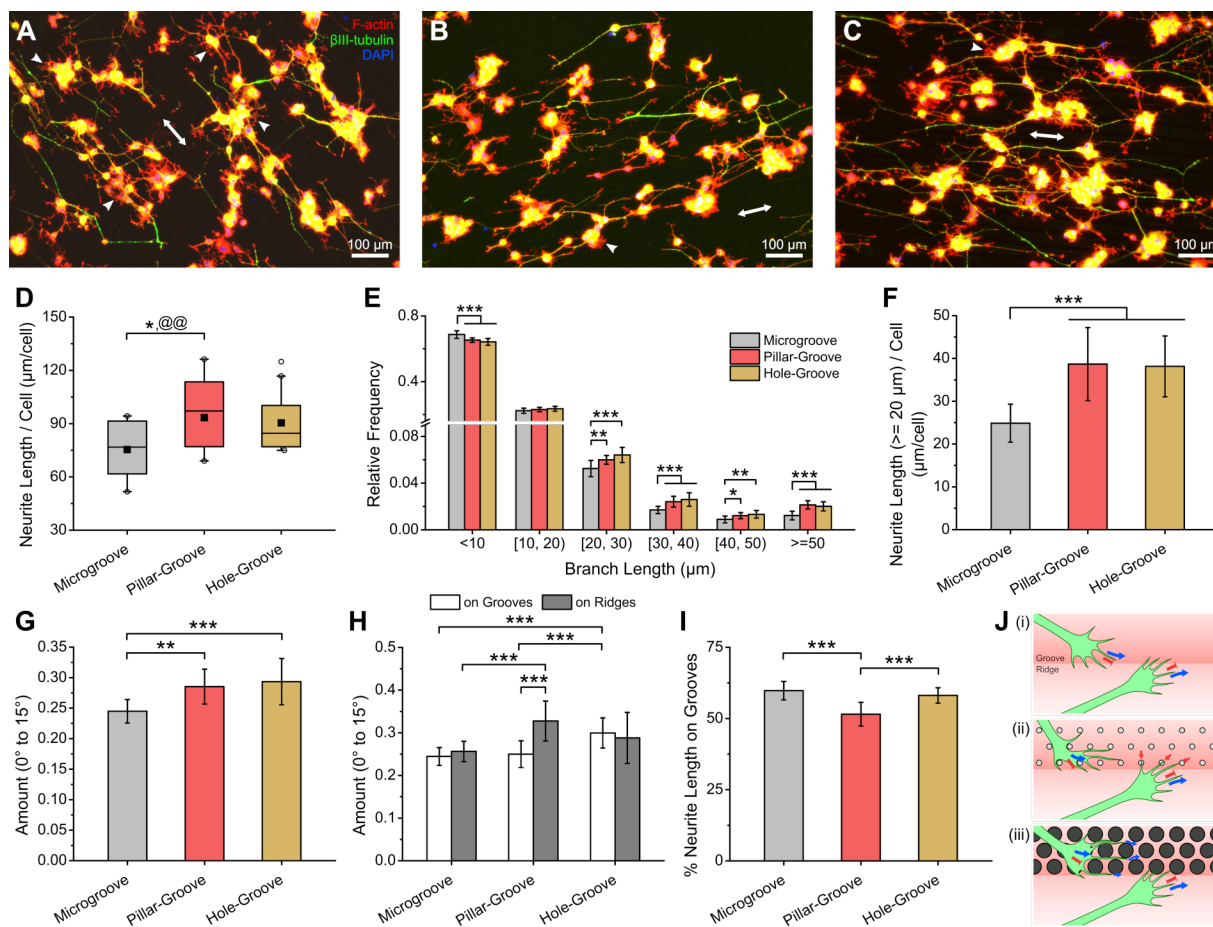 A
F-actin
βIII-tubulin
DAPI
100 µm
B
100 µm
C
100 µm
D
Neurite Length / Cell (µm/cell)
150
120
90
60
30
*,@@
Microgroove
Pillar-Groove
Hole-Groove
E
Relative Frequency
0.8
0.4
0.08
0.04
0.00
***
***
**
***
**
*
***
Microgroove
Pillar-Groove
Hole-Groove
<10
[10, 20)
[20, 30)
[30, 40)
[40, 50)
>=50
Branch Length (µm)
F
Neurite Length (>= 20 µm) / Cell
(µm/cell)
50
40
30
20
10
0
***
Microgroove
Pillar-Groove
Hole-Groove
G
Amount (0° to 15°)
0.35
0.30
0.25
0.20
0.15
0.10
0.05
0.00
***
**
Microgroove
Pillar-Groove
Hole-Groove
on Grooves
on Ridges
H
Amount (0° to 15°)
0.5
0.4
0.3
0.2
0.1
0.0
***
***
***
***
Microgroove
Pillar-Groove
Hole-Groove
I
% Neurite Length on Grooves
75
50
25
0
***
***
Microgroove
Pillar-Groove
Hole-Groove
J
(i)
Groove
Ridge
(ii)
(iii)